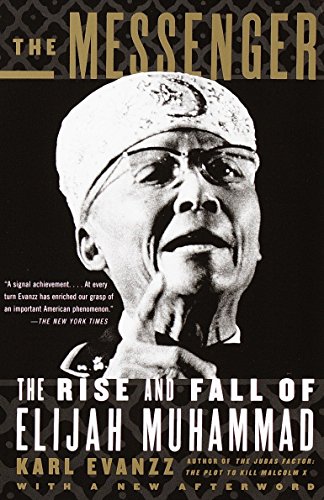 THE MESSENGER
"A signal achievement. . . . At every
turn Evanzz has enriched our grasp of
an important American phenomenon."
—THE NEW YORK TIMES
THE RISE AND FALL OF
ELIJAH MUHAMMAD
KARL EVANZZ
AUTHOR OF THE JUDAS FACTOR:
THE PLOT TO KILL MALCOLM X
WITH A NEW AFTERWORD